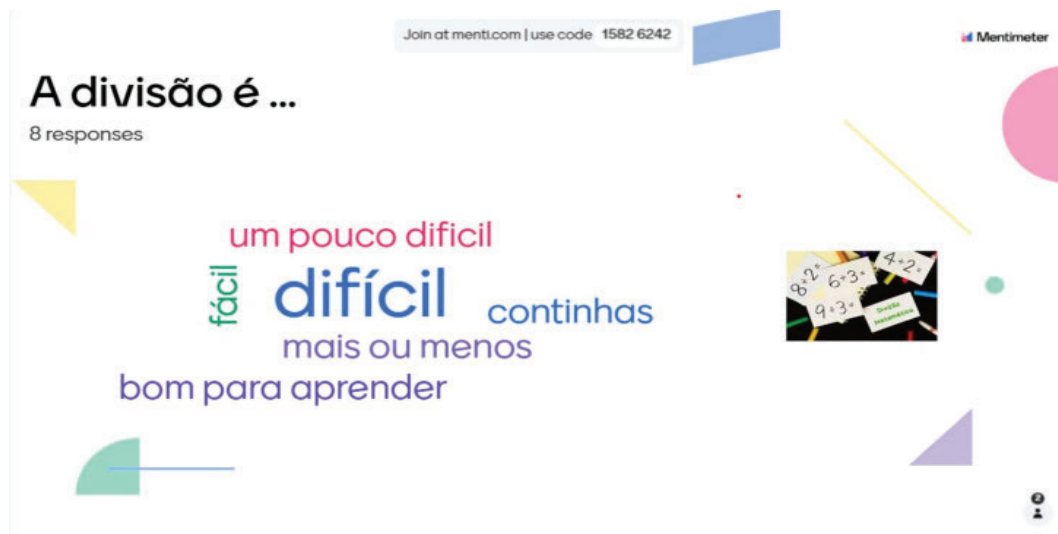 Join at menti.com | use code 1582 6242
Mentimeter
A divisão é ...
8 responses
um pouco dificil
fácil
difícil
continhas
mais ou menos
bom para aprender
8÷2=
6÷3=
4÷2=
9÷3=
Divisão